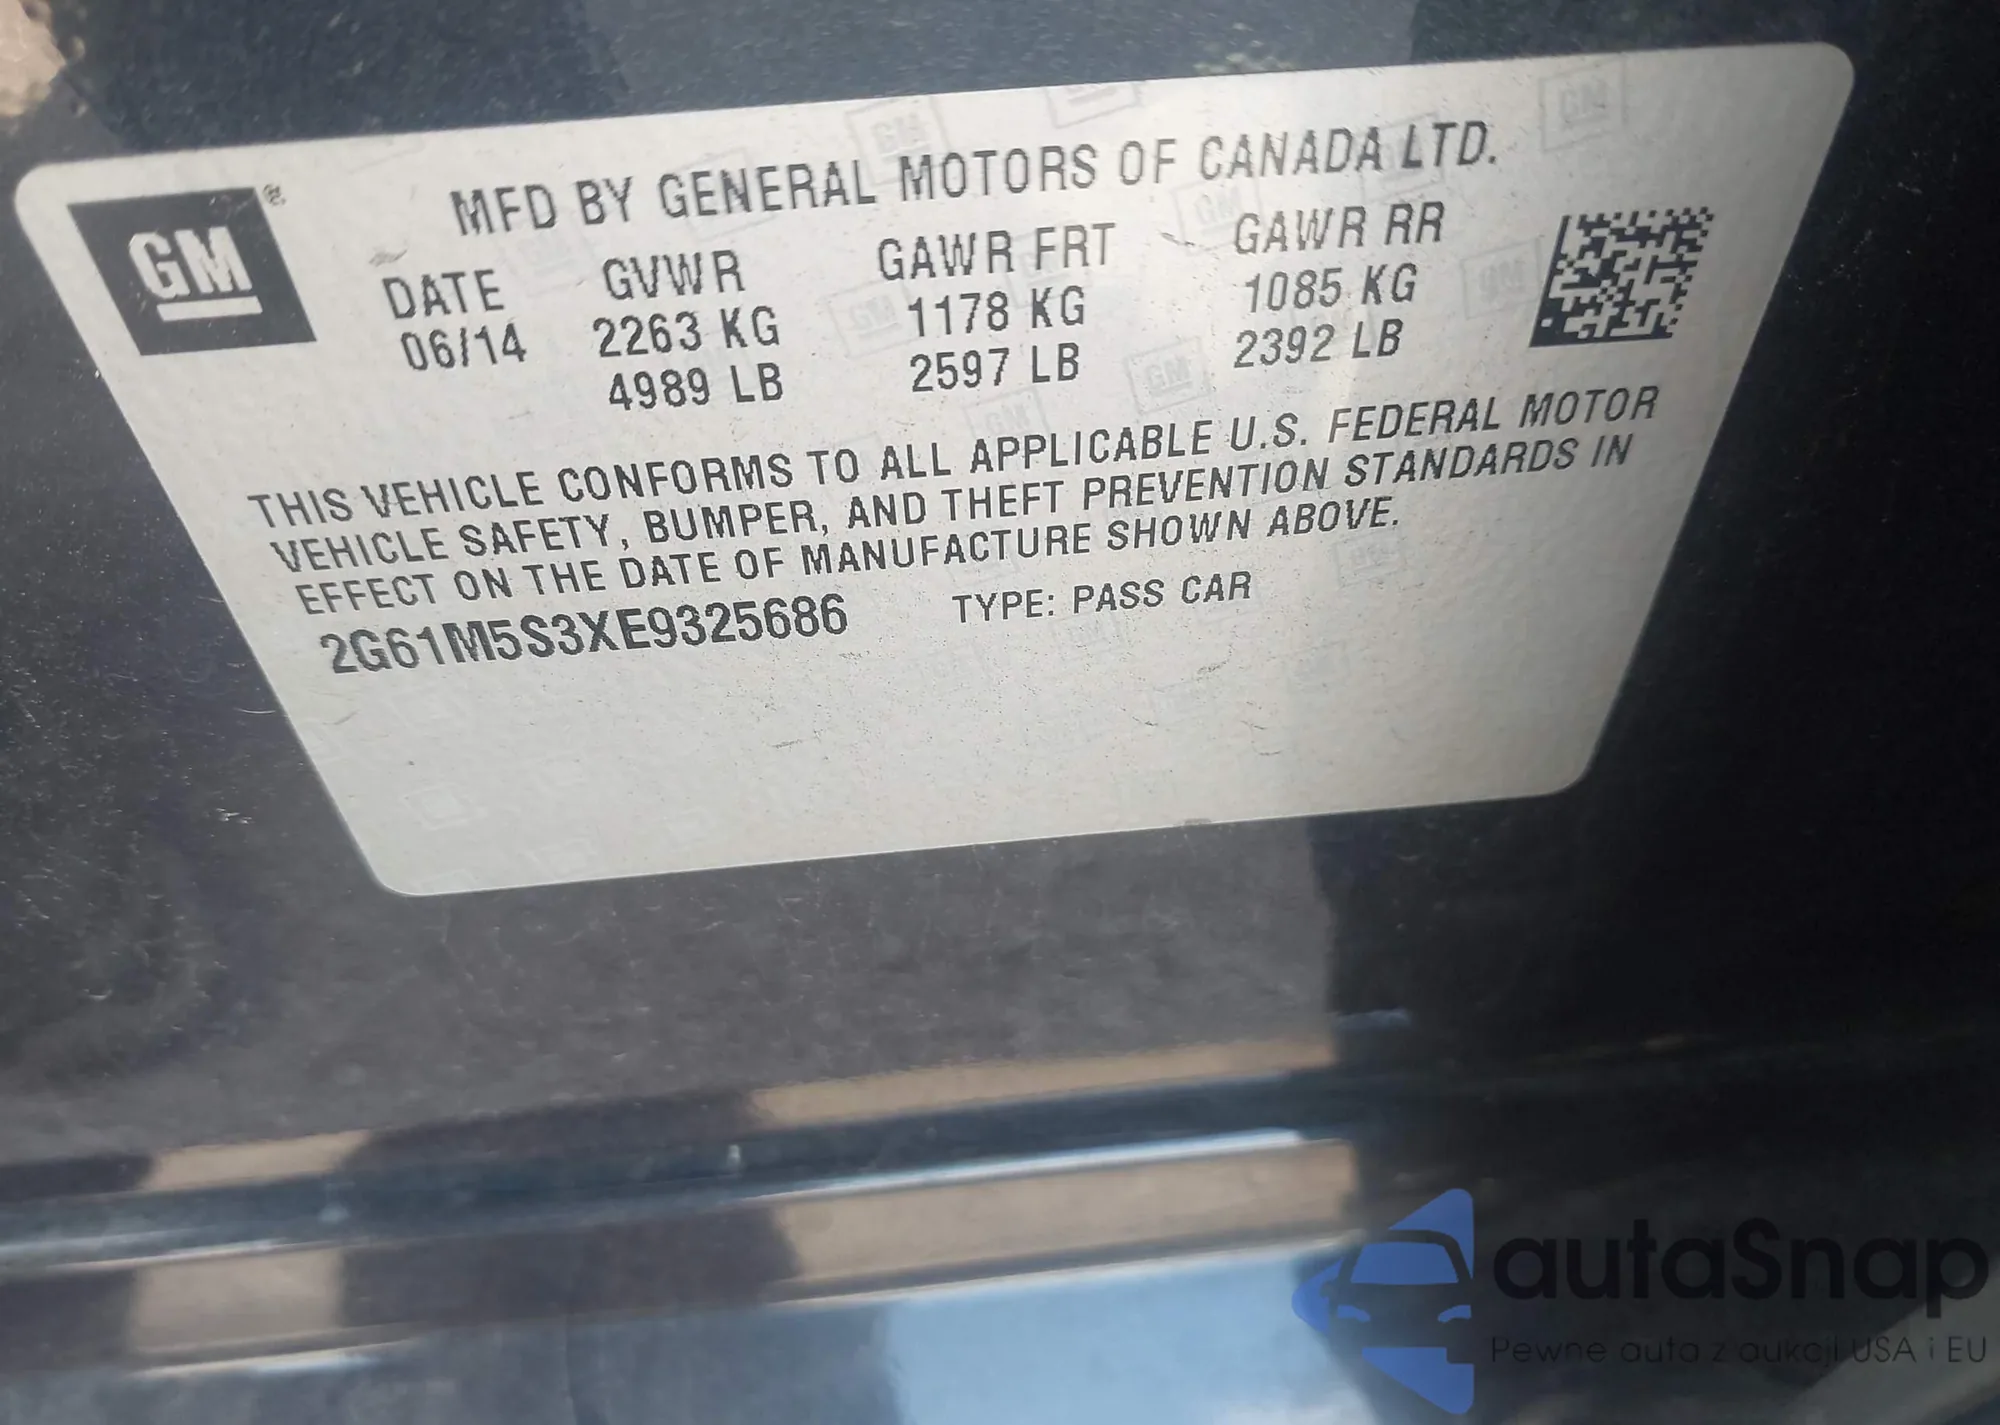 GM®
MFD BY GENERAL MOTORS OF CANADA LTD.
DATE GVWR GAWR FRT GAWR RR
06/14 2263 KG 1178 KG 1085 KG
4989 LB 2597 LB 2392 LB
THIS VEHICLE CONFORMS TO ALL APPLICABLE U.S. FEDERAL MOTOR
VEHICLE SAFETY, BUMPER, AND THEFT PREVENTION STANDARDS IN
EFFECT ON THE DATE OF MANUFACTURE SHOWN ABOVE.
2G61M5S3XE9325686 TYPE: PASS CAR
autaSnap
Pewne auta z aukcji USA i EU